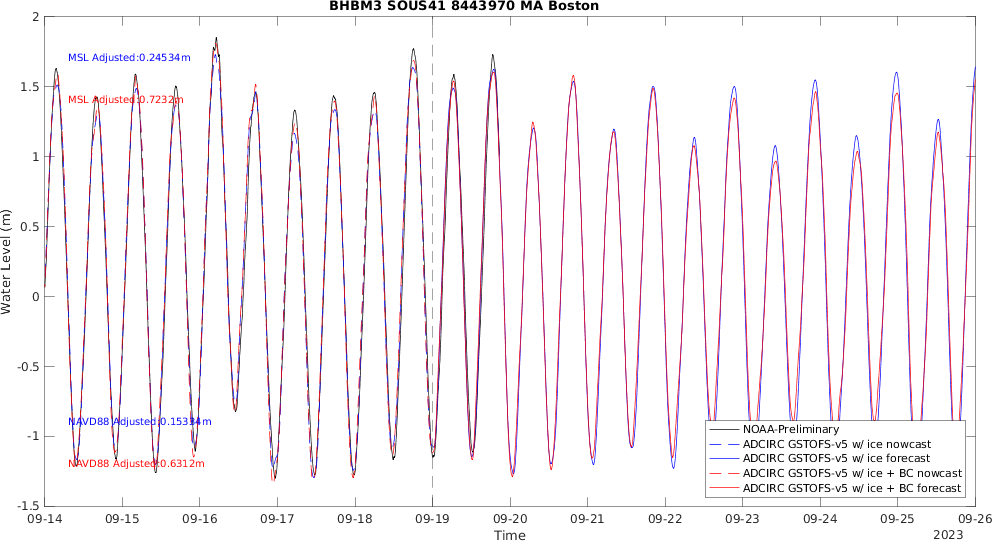 BHBM3 SOUS41 8443970 MA Boston
2
1.5
1
0.5
0
-0.5
-1
-1.5
Water Level (m)
MSL Adjusted:0.24534m
MSL Adjusted:0.7232m
NAVD88 Adjusted:0.15334m
NAVD88 Adjusted:0.6312m
NOAA-Preliminary
ADCIRC GSTOFS-v5 w/ ice nowcast
ADCIRC GSTOFS-v5 w/ ice forecast
ADCIRC GSTOFS-v5 w/ ice + BC nowcast
ADCIRC GSTOFS-v5 w/ ice + BC forecast
09-14 09-15 09-16 09-17 09-18 09-19 09-20 09-21 09-22 09-23 09-24 09-25 09-26
Time
2023